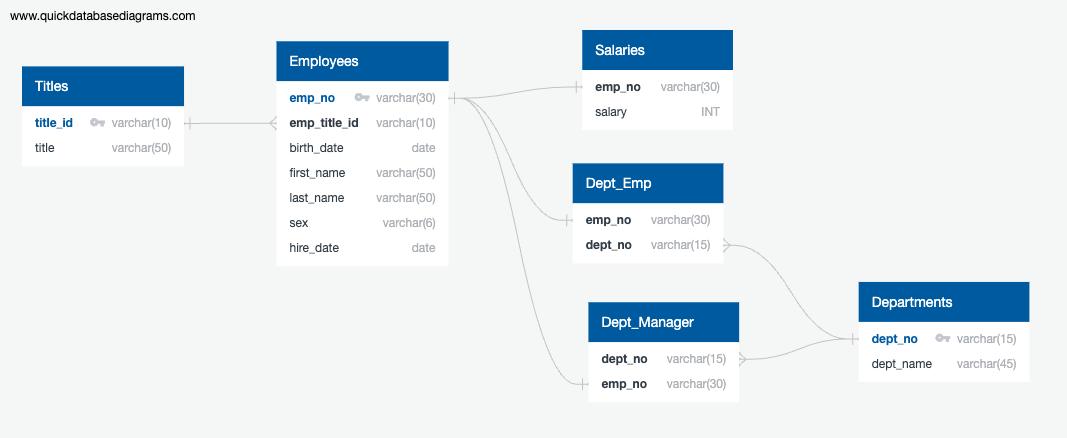 www.quickdatabasediagrams.com
Titles
title_id varchar(10)
title varchar(50)
Employees
emp_no varchar(30)
emp_title_id varchar(10)
birth_date date
first_name varchar(50)
last_name varchar(50)
sex varchar(6)
hire_date date
Salaries
emp_no varchar(30)
salary INT
Dept_Emp
emp_no varchar(30)
dept_no varchar(15)
Dept_Manager
dept_no varchar(15)
emp_no varchar(30)
Departments
dept_no varchar(15)
dept_name varchar(45)